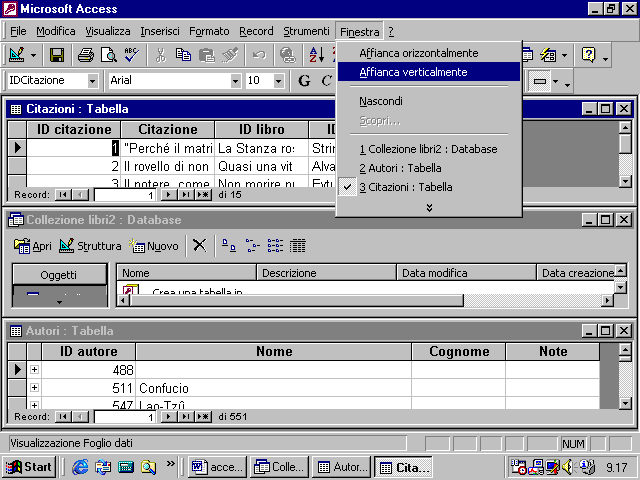 Microsoft Access
File Modifica Visualizza Inserisci Formato Record Strumenti Finestra ?
IDCitazione Arial 10 G C
Affianca orizzontalmente
Affianca verticalmente
Nascondi
Scopri...
1 Collezione libri2 : Database
2 Autori : Tabella
3 Citazioni : Tabella
Citazioni : Tabella
ID citazione Citazione ID libro
1 "Perché il matri La Stanza ro
2 Il rovello di non Quasi una vit Alva
3 Il potere, come Non morire
Record: 1 di 15
Collezione libri2 : Database
Apri Struttura Nuovo
Oggetti
Nome Descrizione Data modifica Data creazione
Crea una tabella in
Autori : Tabella
ID autore Nome Cognome Note
488
511 Confucio
547 Lao-Tzû
Record: 1 di 551
Visualizzazione Foglio dati NUM
Start acce... Colle... Autor... Cita... 9.17